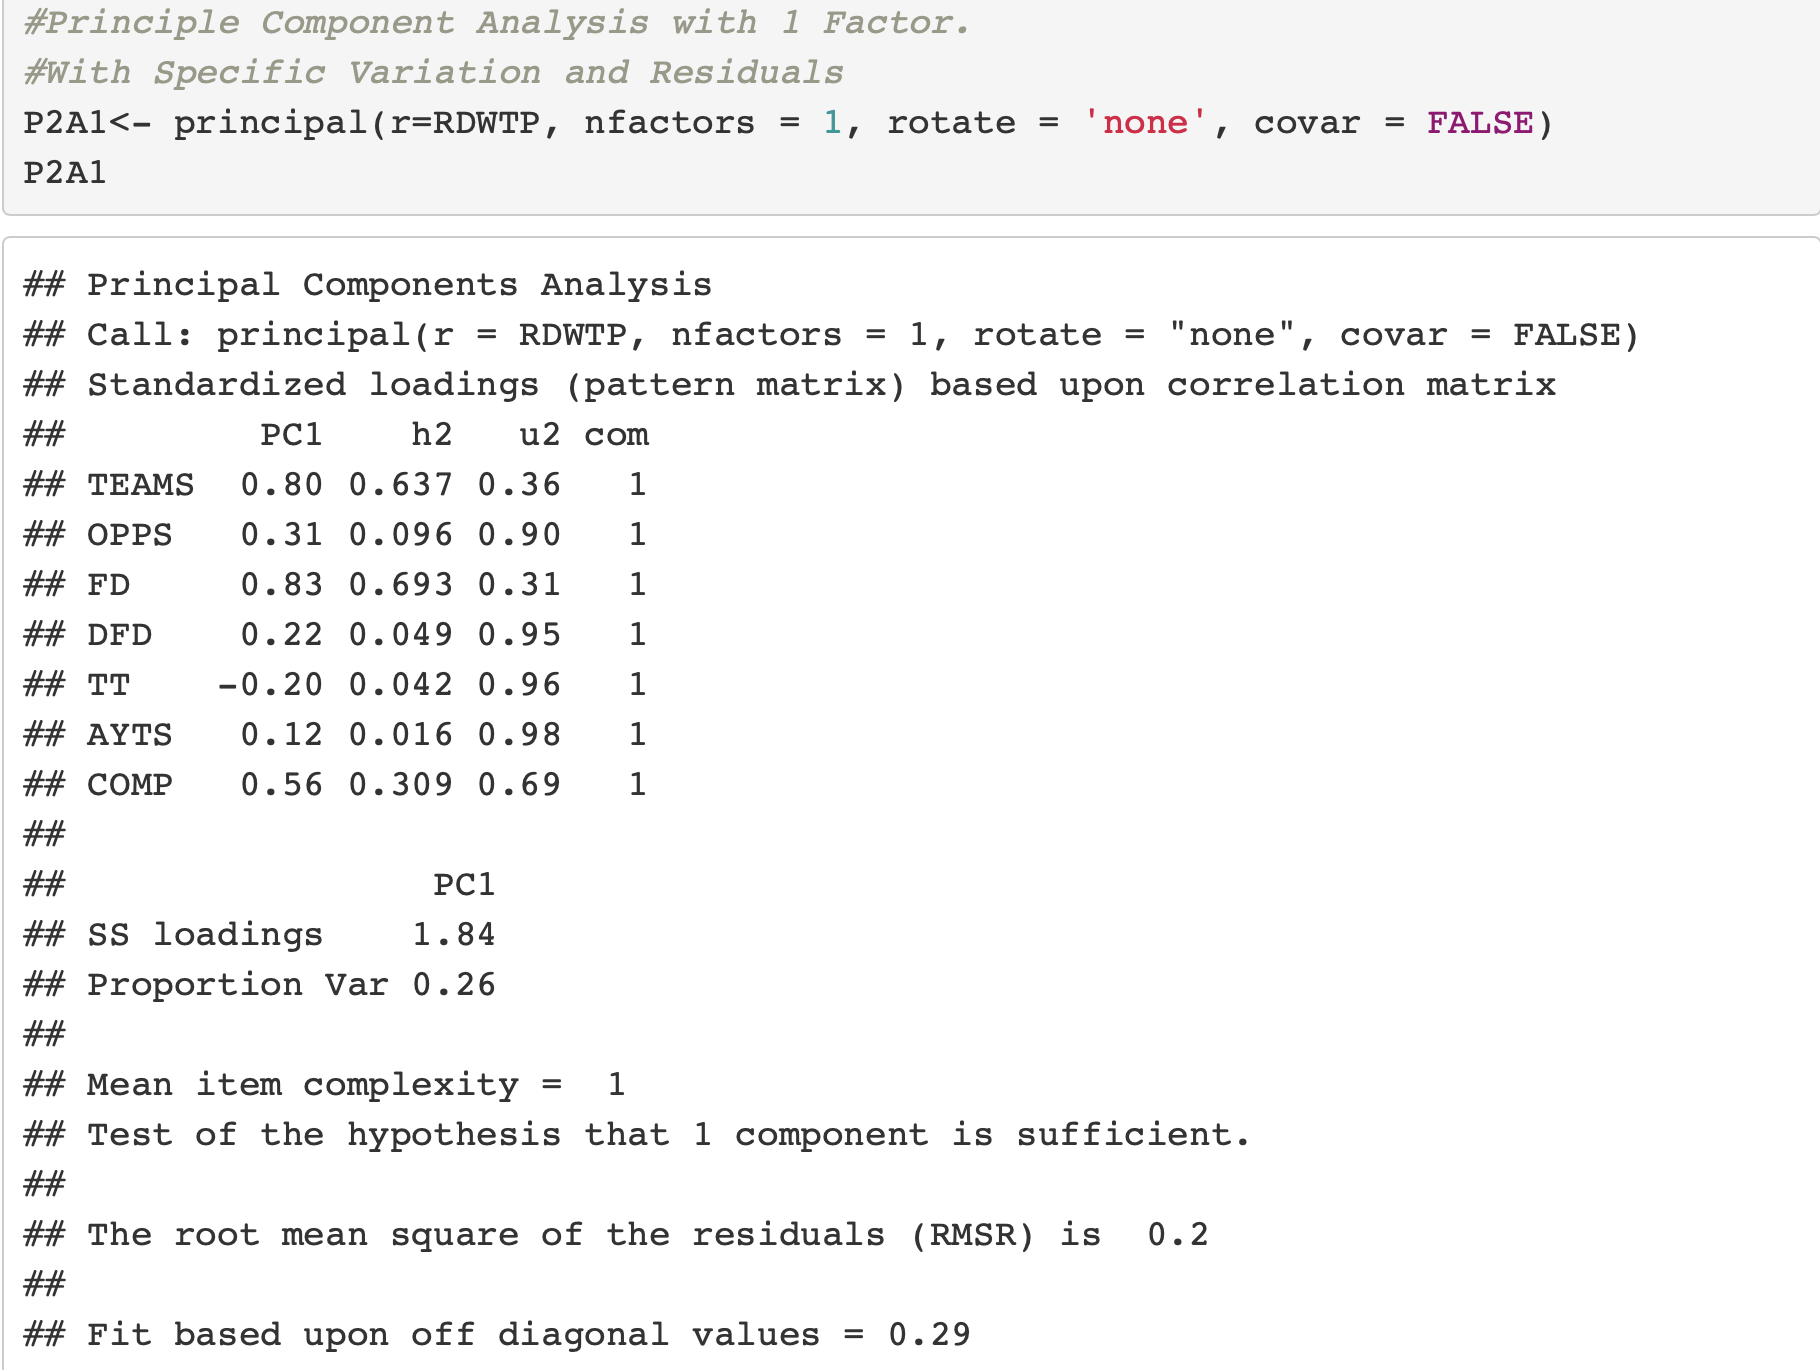 #Principle Component Analysis with 1 Factor.
#With Specific Variation and Residuals
P2A1<- principal(r=RDWTP, nfactors = 1, rotate = 'none', covar = FALSE)
P2A1
## Principal Components Analysis
## Call: principal(r = RDWTP, nfactors = 1, rotate = "none", covar = FALSE)
## Standardized loadings (pattern matrix) based upon correlation matrix
##         PC1    h2   u2 com
## TEAMS  0.80 0.637 0.36   1
## OPPS   0.31 0.096 0.90   1
## FD     0.83 0.693 0.31   1
## DFD    0.22 0.049 0.95   1
## TT    -0.20 0.042 0.96   1
## AYTS   0.12 0.016 0.98   1
## COMP   0.56 0.309 0.69   1
##
##                 PC1
## SS loadings    1.84
## Proportion Var 0.26
##
## Mean item complexity =  1
## Test of the hypothesis that 1 component is sufficient.
##
## The root mean square of the residuals (RMSR) is  0.2
##
## Fit based upon off diagonal values = 0.29